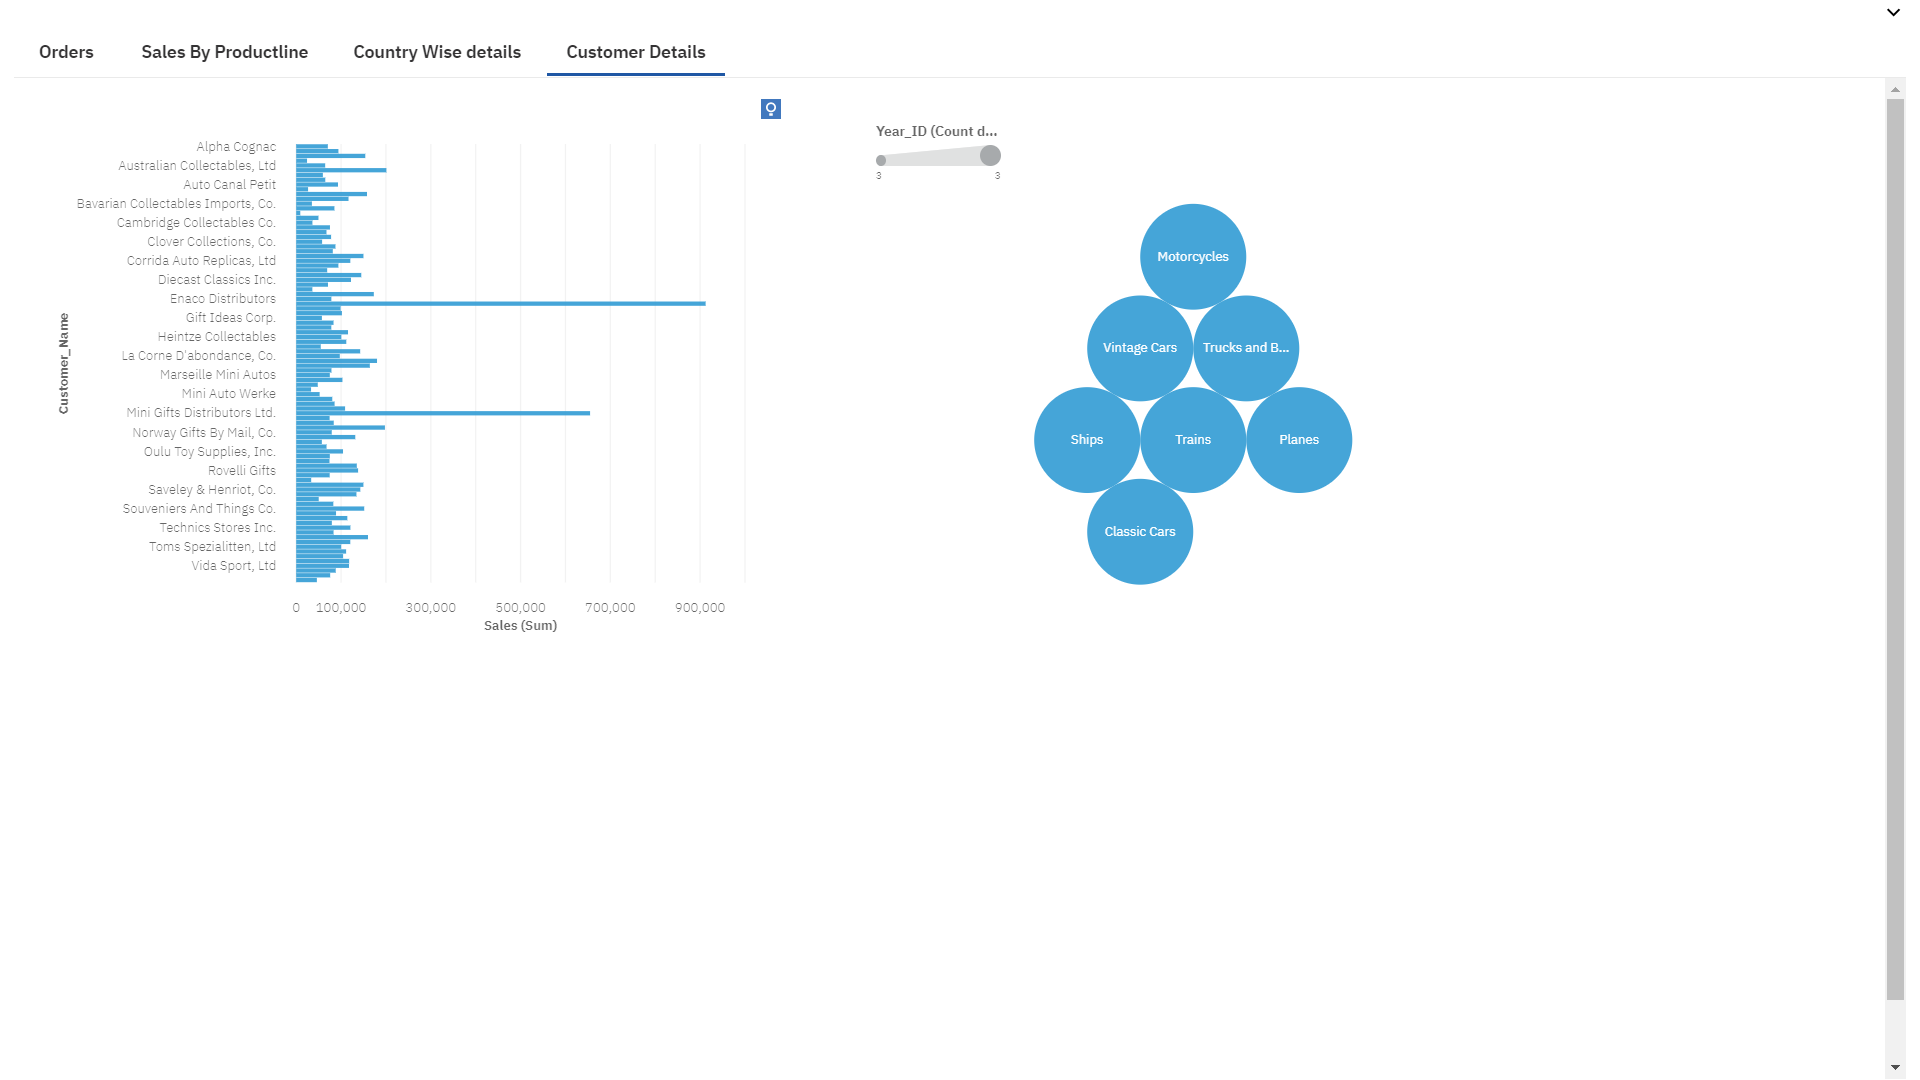 Orders
Sales By Productline
Country Wise details
Customer Details
Customer_Name
Alpha Cognac
Australian Collectables, Ltd
Auto Canal Petit
Bavarian Collectables Imports, Co.
Cambridge Collectables Co.
Clover Collections, Co.
Corrida Auto Replicas, Ltd
Diecast Classics Inc.
Enaco Distributors
Gift Ideas Corp.
Heintze Collectables
La Corne D'abondance, Co.
Marseille Mini Autos
Mini Auto Werke
Mini Gifts Distributors Ltd.
Norway Gifts By Mail, Co.
Oulu Toy Supplies, Inc.
Rovelli Gifts
Saveley & Henriot, Co.
Souveniers And Things Co.
Technics Stores Inc.
Toms Spezialitten, Ltd
Vida Sport, Ltd
0 100,000 300,000 500,000 700,000 900,000
Sales (Sum)
Year_ID (Count d...
3 3
Motorcycles
Vintage Cars Trucks and B...
Ships Trains Planes
Classic Cars